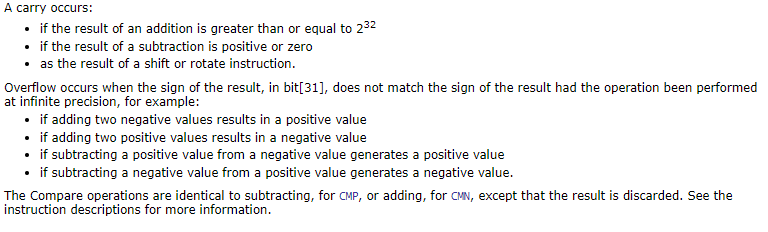 A carry occurs:
• if the result of an addition is greater than or equal to 2³²
• if the result of a subtraction is positive or zero
• as the result of a shift or rotate instruction.
Overflow occurs when the sign of the result, in bit[31], does not match the sign of the result had the operation been performed
at infinite precision, for example:
• if adding two negative values results in a positive value
• if adding two positive values results in a negative value
• if subtracting a positive value from a negative value generates a positive value
• if subtracting a negative value from a positive value generates a negative value.
The Compare operations are identical to subtracting, for CMP, or adding, for CMN, except that the result is discarded. See the
instruction descriptions for more information.